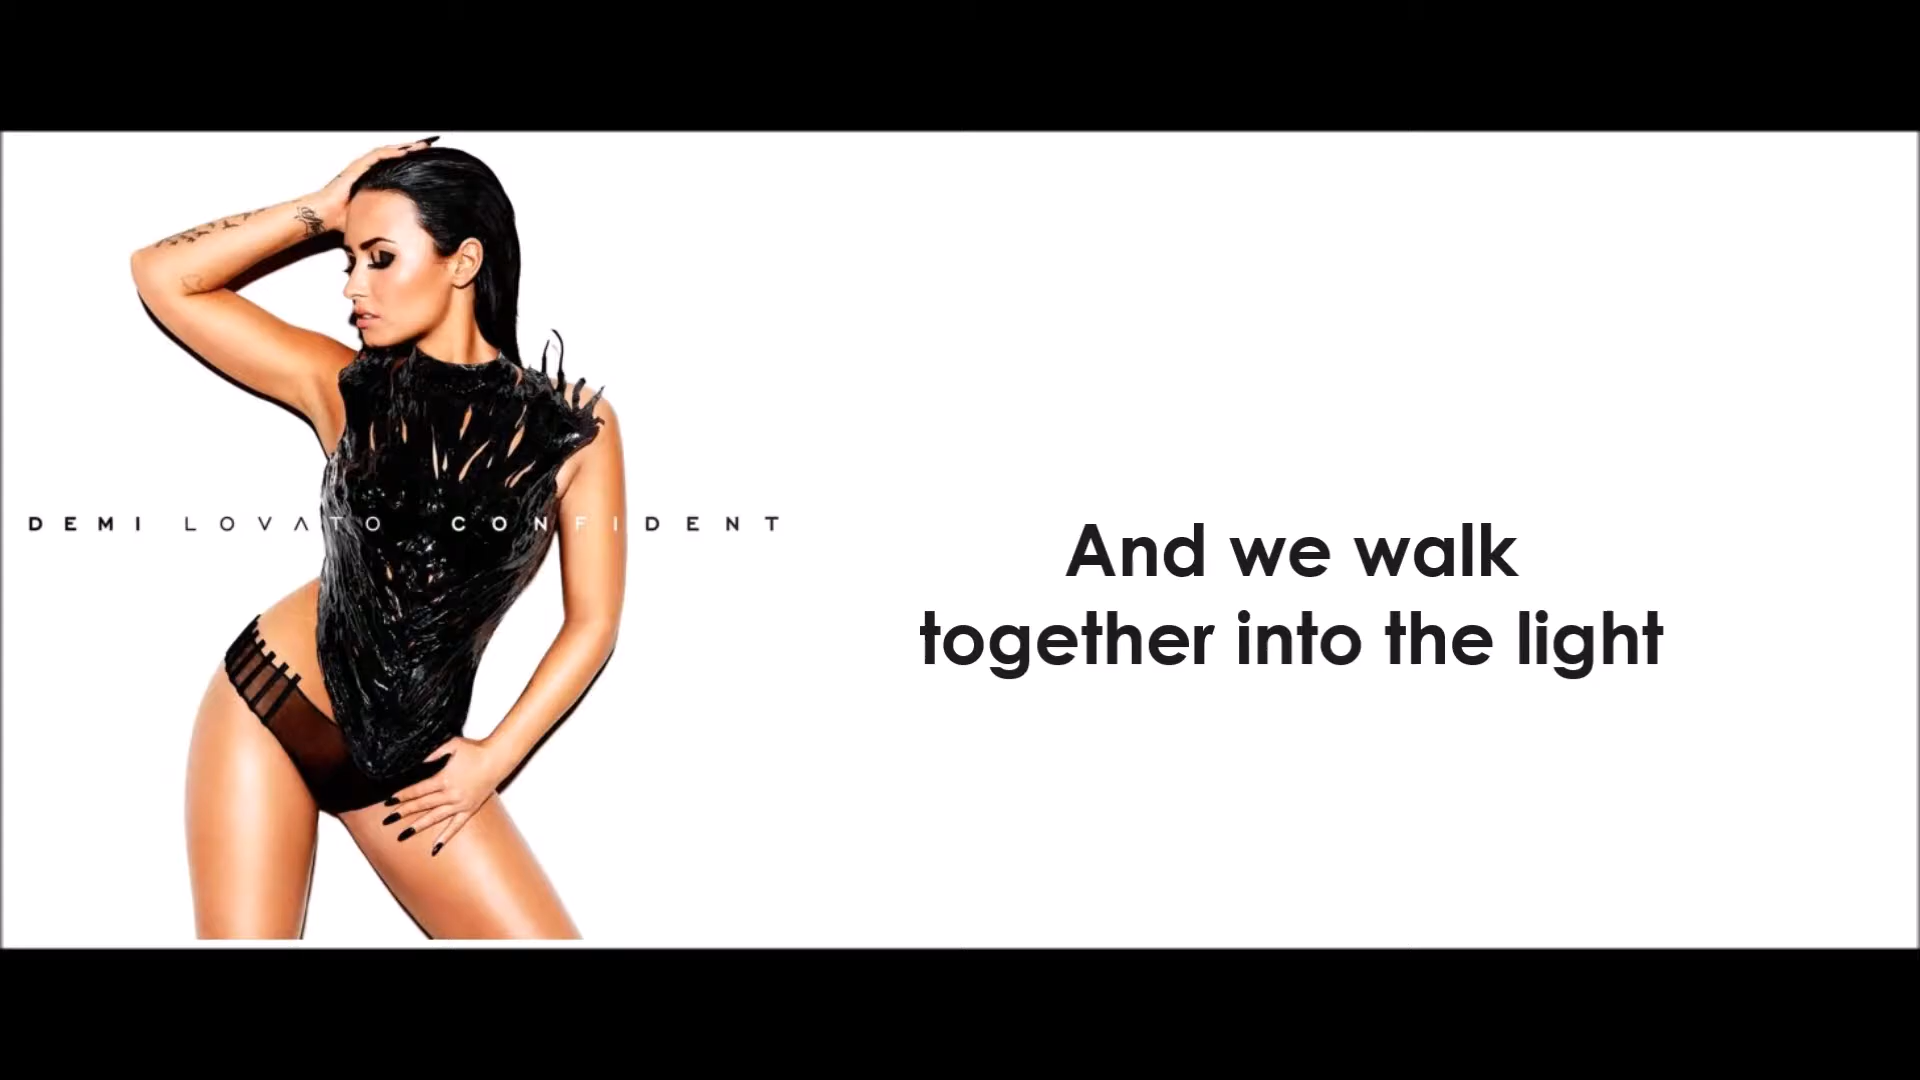 DEMI LOVATO CONFIDENT
And we walk
together into the light